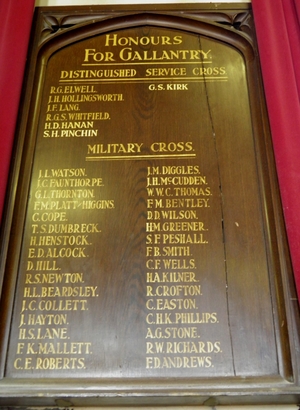 HONOURS
FOR GALLANTRY.
DISTINGUISHED SERVICE CROSS
R.G. ELWELL.
J.H. HOLLINGSWORTH.
J.F. LANG.
R.G.S. WHITFIELD.
H.D. HANAN
S.H. PINCHIN
G.S. KIRK
MILITARY CROSS.
J.L. WATSON.
J.C. FAUNTHORPE.
G.L. THORNTON.
F.M. PLATT-HIGGINS.
C. COPE.
T.S. DUMBRECK.
H. HENSTOCK.
E.D. ALCOCK.
D. HILL.
R.S. NEWTON.
H.L. BEARDSLEY.
J.C. COLLETT.
J. HAYTON.
H.S. LANE.
F.K. MALLETT.
C.E. ROBERTS.
J.M. DIGGLES.
J.H. McCUDDEN.
W.W.C. THOMAS.
F.M. BENTLEY.
D.D. WILSON.
H.M. GREENER.
S.F. PESHALL.
F.B. SMITH.
C.F. WELLS.
H.A. KILNER.
R. CROFTON.
C. EASTON.
C.H.K. PHILLIPS.
A.G. STONE.
R.W. RICHARDS.
F.D. ANDREWS.